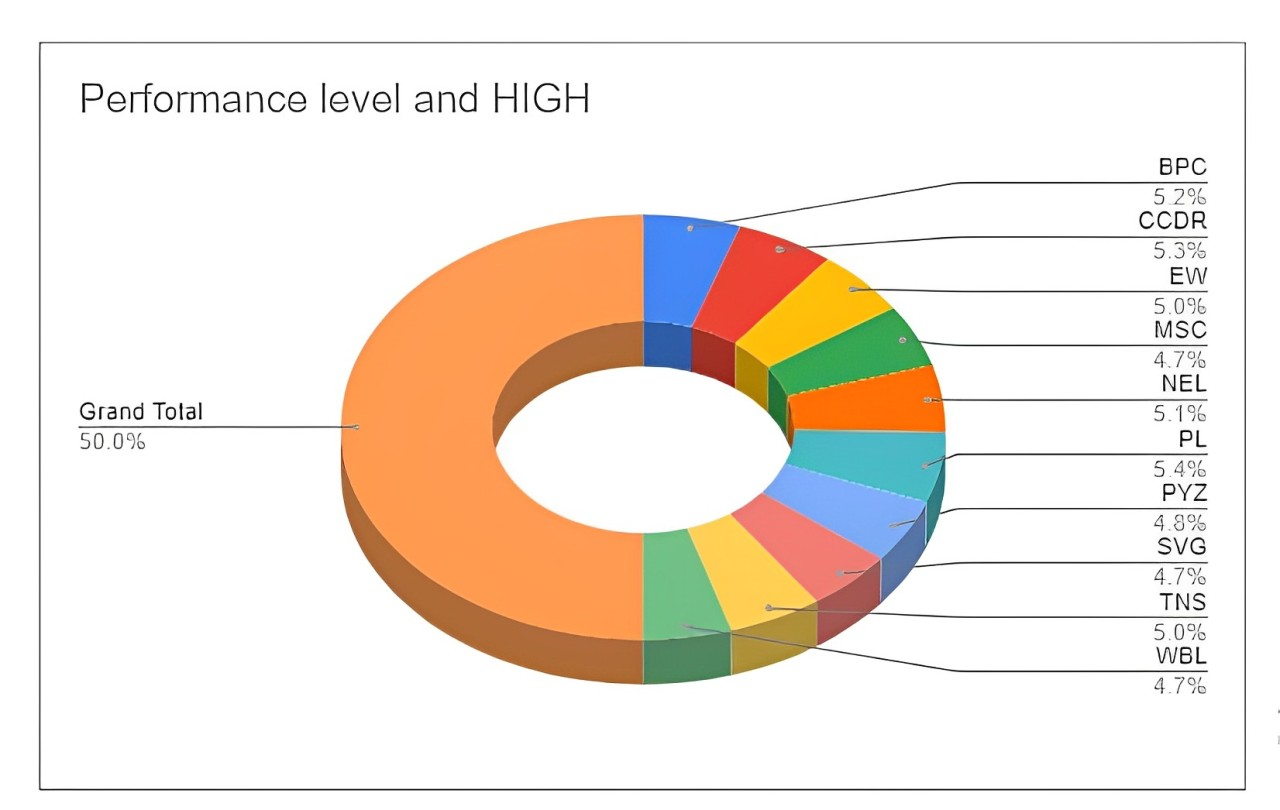 Performance level and HIGH
BPC
5.2%
CCDR
5.3%
EW
5.0%
MSC
4.7%
NEL
5.1%
Grand Total
50.0%
PL
5.4%
PYZ
4.8%
SVG
4.7%
TNS
5.0%
WBL
4.7%